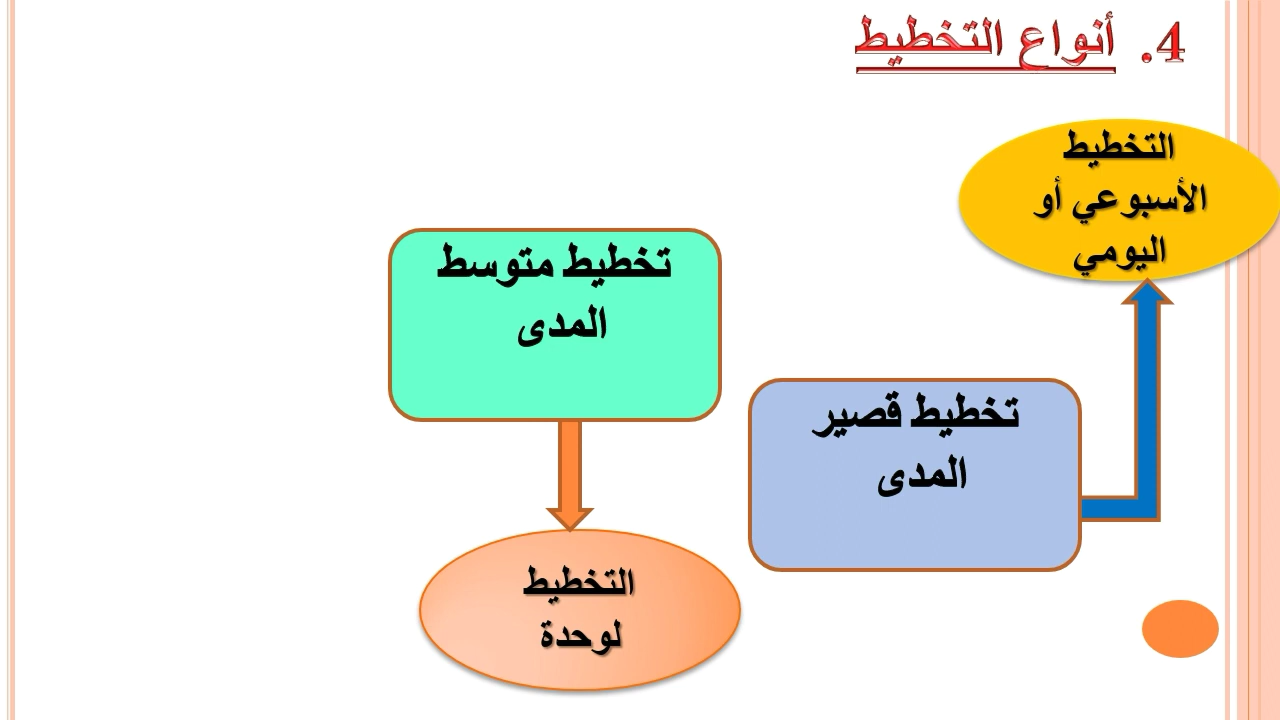 4. أنواع التخطيط
التخطيط
الأسبوعي أو
اليومي
تخطيط قصير
المدى
تخطيط متوسط
المدى
التخطيط
لوحدة